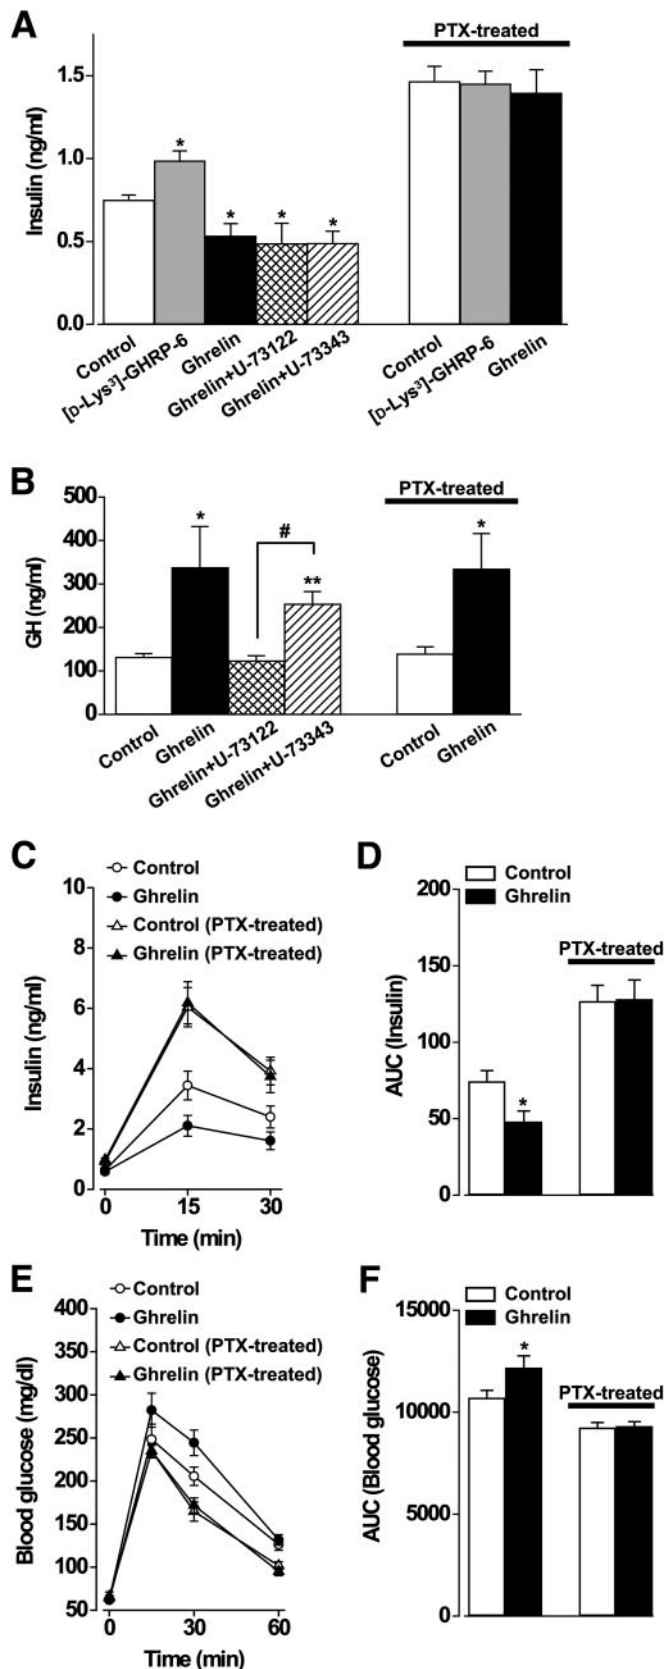 A
PTX-treated
Insulin (ng/ml)
1.5
1.0
0.5
0.0
*
*
*
*
Control
[D-Lys³]-GHRP-6
Ghrelin
Ghrelin+U-73122
Ghrelin+U-73343
Control
[D-Lys³]-GHRP-6
Ghrelin
B
PTX-treated
GH (ng/ml)
500
400
300
200
100
0
*
#
**
*
Control
Ghrelin
Ghrelin+U-73122
Ghrelin+U-73343
Control
Ghrelin
C
Control
Ghrelin
Control (PTX-treated)
Ghrelin (PTX-treated)
Insulin (ng/ml)
10
8
6
4
2
0
0 15 30
Time (min)
D
Control
Ghrelin
PTX-treated
AUC (Insulin)
200
150
100
50
0
*
E
Control
Ghrelin
Control (PTX-treated)
Ghrelin (PTX-treated)
Blood glucose (mg/dl)
400
350
300
250
200
150
100
50
0 30 60
Time (min)
F
Control
Ghrelin
PTX-treated
AUC (Blood glucose)
15000
10000
5000
0
*